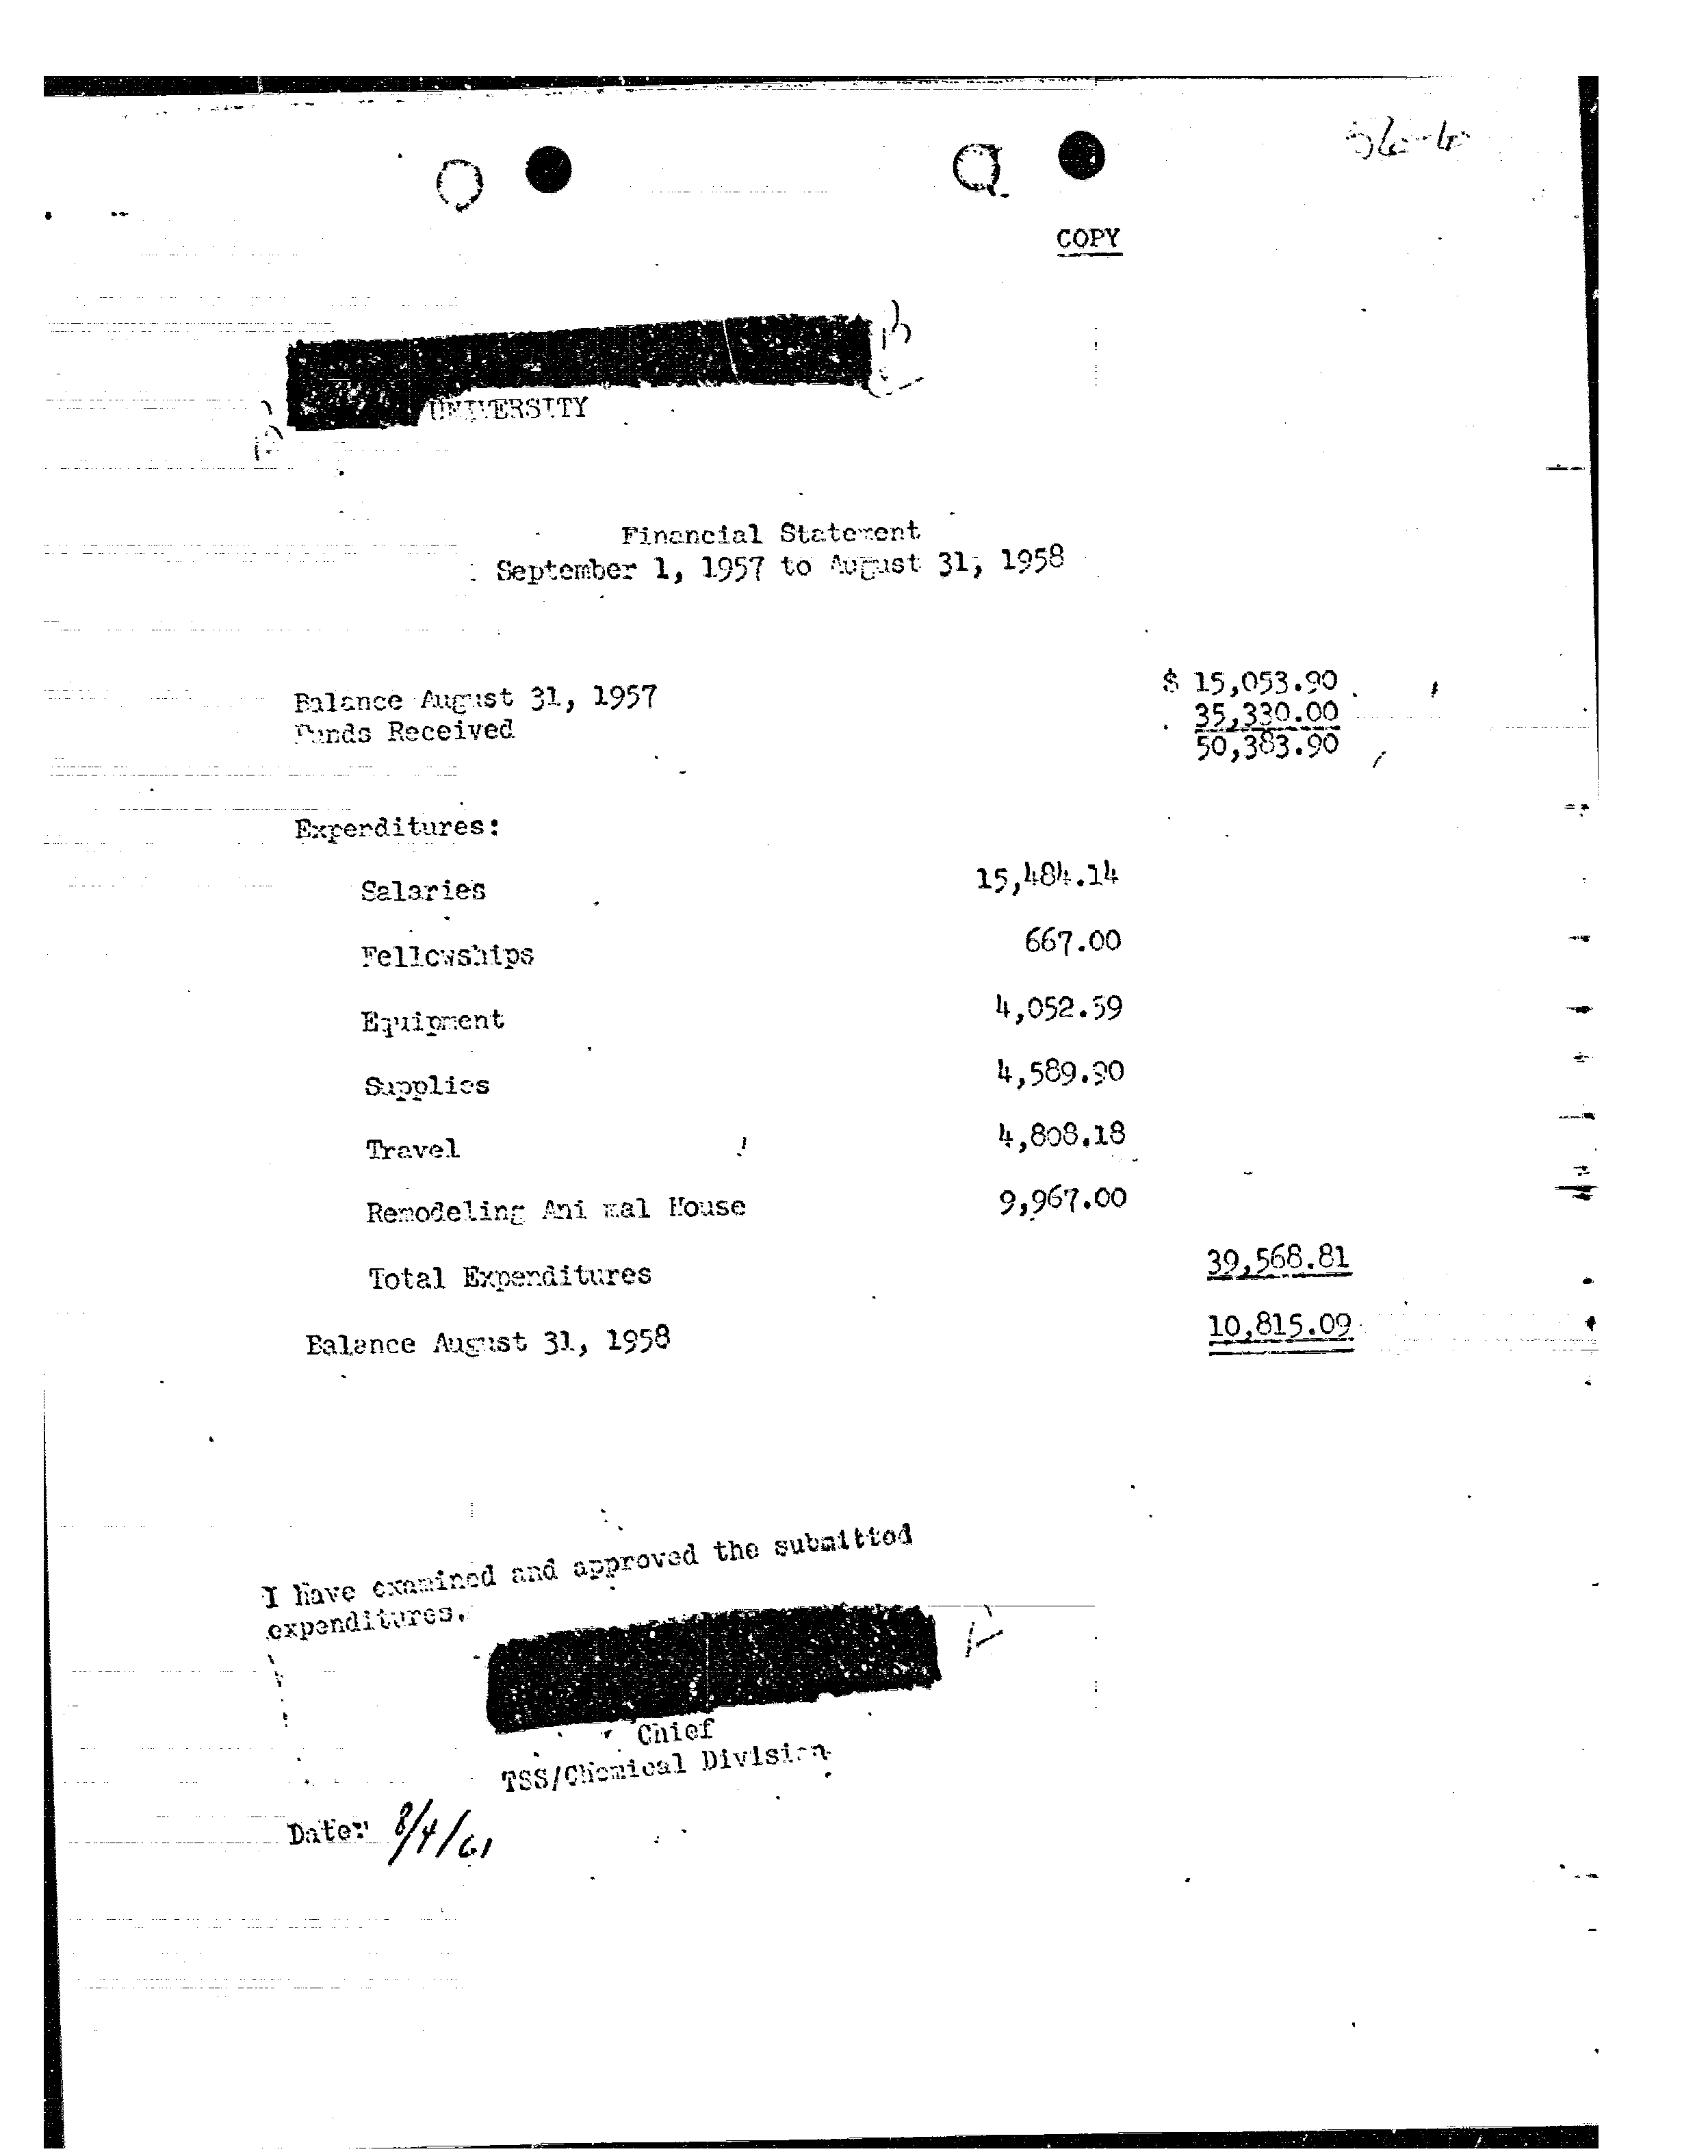 COPY
UNIVERSITY
Financial Statement
September 1, 1957 to August 31, 1958
Balance August 31, 1957 $ 15,053.90
Funds Received 35,330.00
50,383.90
Expenditures:
Salaries 15,484.14
Fellowships 667.00
Equipment 4,052.59
Supplies 4,589.90
Travel 4,808.18
Remodeling Ani mal House 9,967.00
Total Expenditures 39,568.81
Balance August 31, 1958 10,815.09
I have examined and approved the submitted
expenditures.
Chief
TSS/Chemical Division
Date: 8/4/61